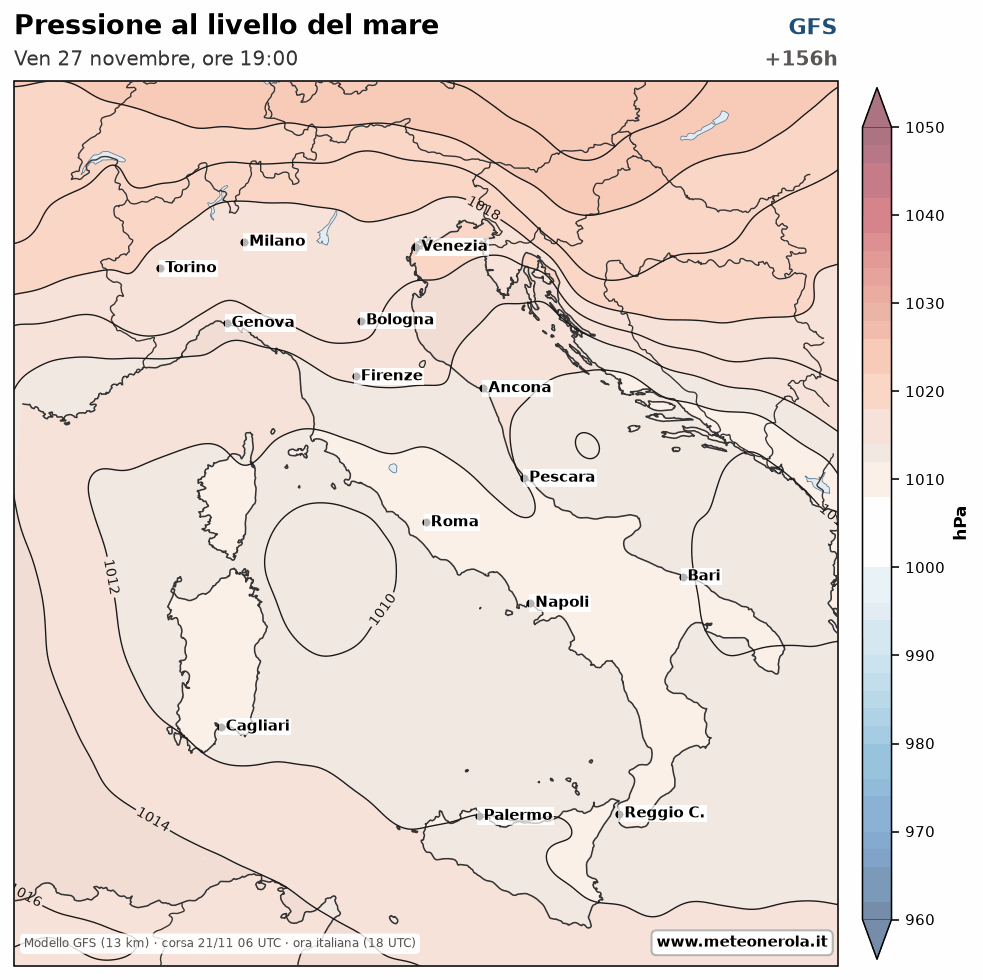 Pressione al livello del mare
GFS
Ven 27 novembre, ore 19:00
+156h
1018
Milano
Venezia
Torino
Bologna
Genova
Firenze
Ancona
Pescara
Roma
1012
Bari
Napoli
1010
Cagliari
1014
Palermo
Reggio C.
1016
Modello GFS (13 km) · corsa 21/11 06 UTC · ora italiana (18 UTC)
www.meteonerola.it
1050
1040
1030
1020
1010
1000
990
980
970
960
hPa